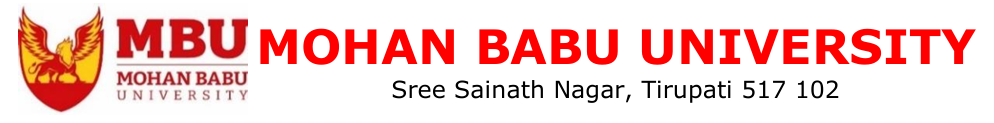 MBU
MOHAN BABU
UNIVERSITY
MOHAN BABU UNIVERSITY
Sree Sainath Nagar, Tirupati 517 102